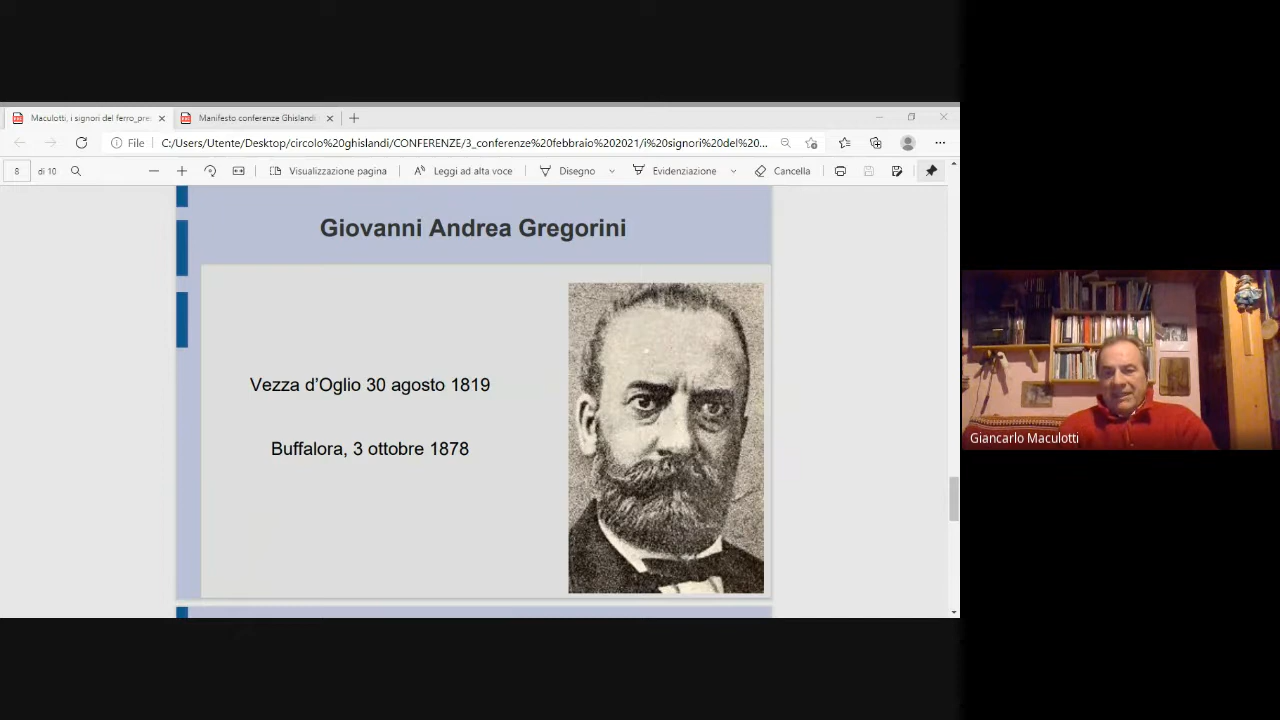 Maculotti, i signori del ferro_pre
Manifesto conferenze Ghislandi
File
C:/Users/Utente/Desktop/circolo%20ghislandi/CONFERENZE/3_conferenze%20febbraio%202021/i%20signori%20del%20...
8
di 10
Visualizzazione pagina
Leggi ad alta voce
Disegno
Evidenziazione
Cancella
Giovanni Andrea Gregorini
Vezza d'Oglio 30 agosto 1819
Buffalora, 3 ottobre 1878
Giancarlo Maculotti